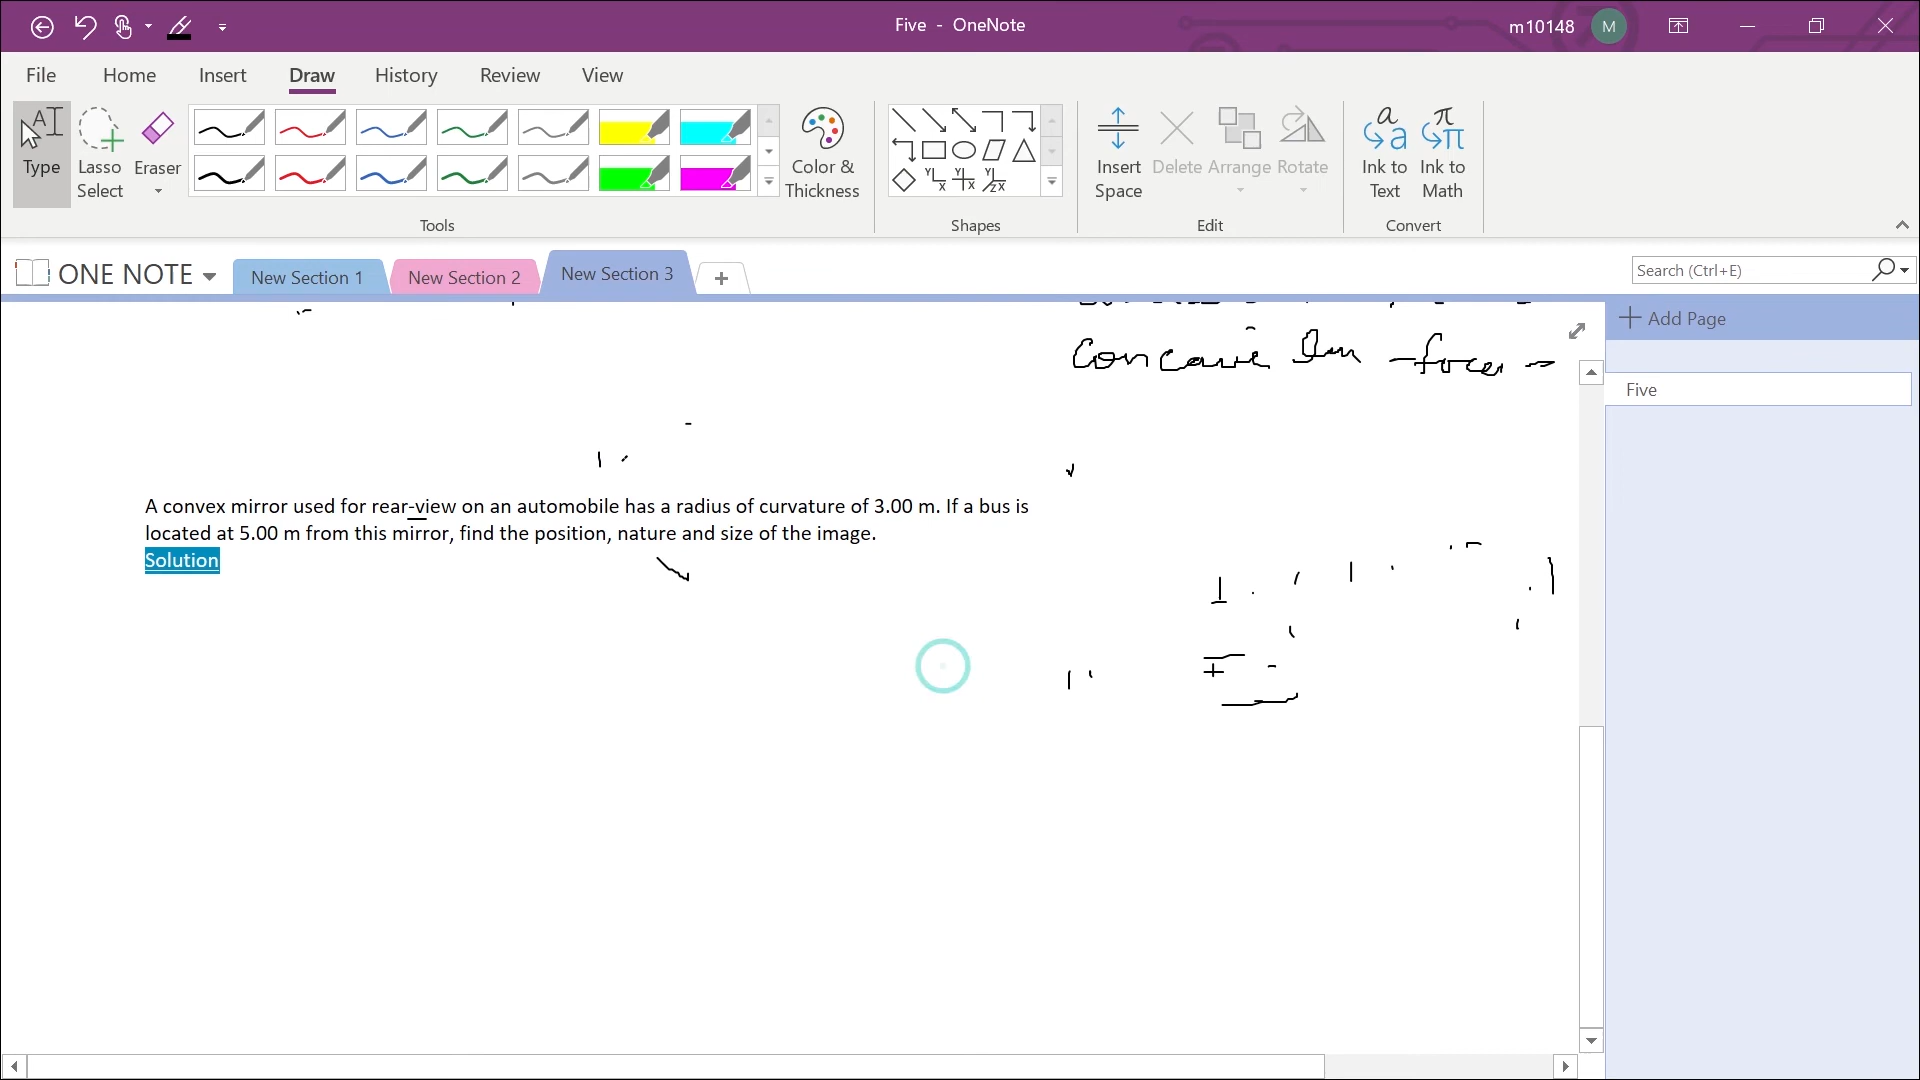 Five - OneNote
m10148
M
File Home Insert Draw History Review View
Type
Lasso Select
Eraser
Color & Thickness
Insert Space
Delete
Arrange
Rotate
Ink to Text
Ink to Math
Tools
Shapes
Edit
Convert
ONE NOTE
New Section 1
New Section 2
New Section 3
Search (Ctrl+E)
Add Page
Five
Concave
A convex mirror used for rear-view on an automobile has a radius of curvature of 3.00 m. If a bus is
located at 5.00 m from this mirror, find the position, nature and size of the image.
Solution